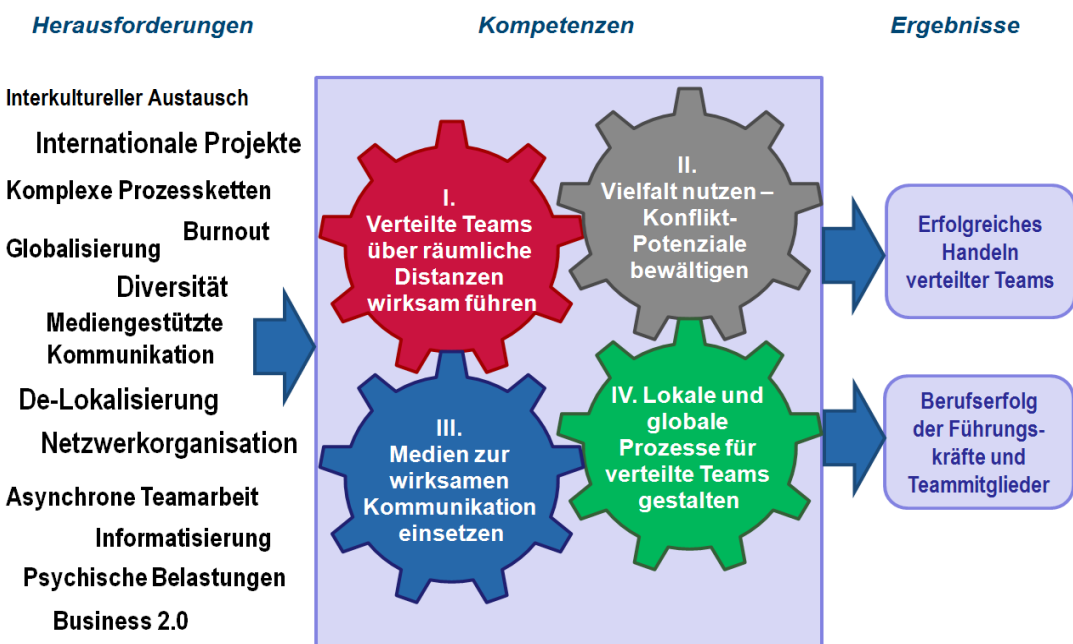 Herausforderungen
Kompetenzen
Ergebnisse
Interkultureller Austausch
Internationale Projekte
Komplexe Prozessketten
Burnout
Globalisierung
Diversität
Mediengestützte
Kommunikation
De-Lokalisierung
Netzwerkorganisation
Asynchrone Teamarbeit
Informatisierung
Psychische Belastungen
Business 2.0
I.
Verteilte Teams
über räumliche
Distanzen
wirksam führen
II.
Vielfalt nutzen –
Konflikt-
Potenziale
bewältigen
III.
Medien zur
wirksamen
Kommunikation
einsetzen
IV. Lokale und
globale
Prozesse für
verteilte Teams
gestalten
Erfolgreiches
Handeln
verteilter Teams
Berufserfolg
der Führungs-
kräfte und
Teammitglieder